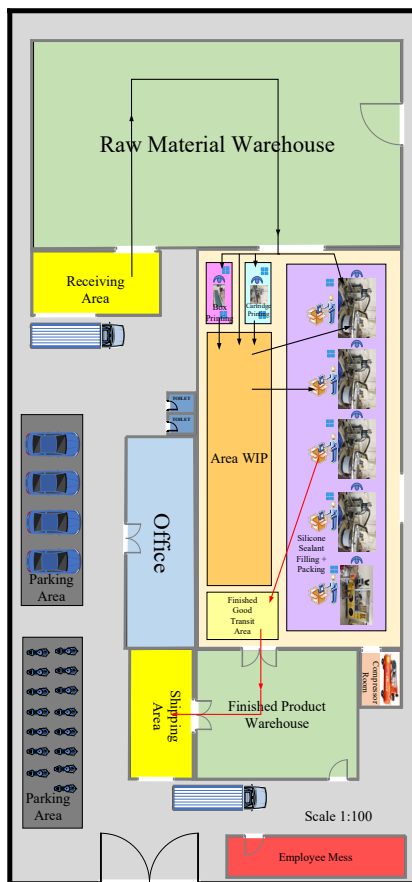 Raw Material Warehouse
Receiving
Area
Box
Printing
Cartridge
Printing
TOILET
TOILET
Area WIP
Office
Silicone
Sealant
Filling +
Packing
Parking
Area
Finished
Good
Transit
Area
Compressor
Room
Shipping
Area
Finished Product
Warehouse
Parking
Area
Scale 1:100
Employee Mess